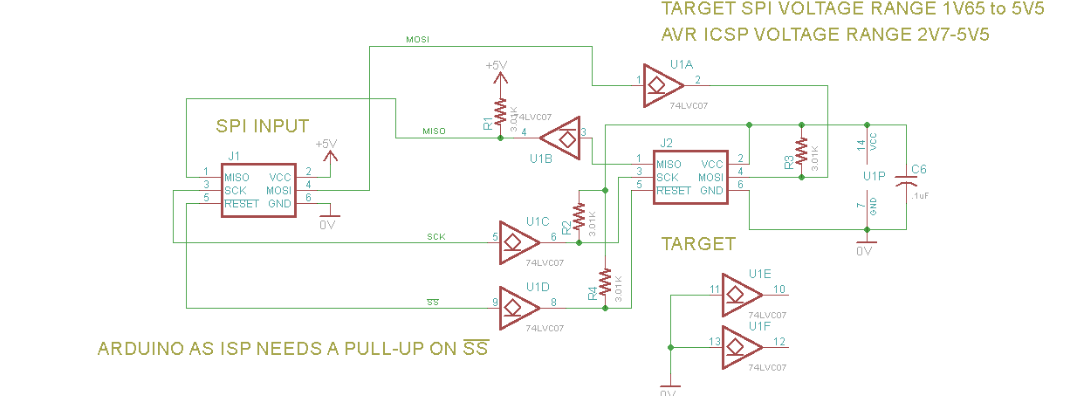 TARGET SPI VOLTAGE RANGE 1V65 to 5V5
AVR ICSP VOLTAGE RANGE 2V7-5V5
MOSI
U1A
1
2
74LVC07
+5V
R1
3.01K
74LVC07
MISO
4
3
U1B
SPI INPUT
+5V
J1
1 MISO VCC 2
3 SCK MOSI 4
5 RESET GND 6
0V
J2
1 MISO VCC 2
3 SCK MOSI 4
5 RESET GND 6
R3
3.01K
14
VCC
U1P
7
GND
C6
.1uF
0V
R2
3.01K
U1C
SCK
5
6
74LVC07
TARGET
R4
3.01K
U1D
SS
9
8
74LVC07
U1E
11
10
74LVC07
U1F
13
12
74LVC07
0V
ARDUINO AS ISP NEEDS A PULL-UP ON SS